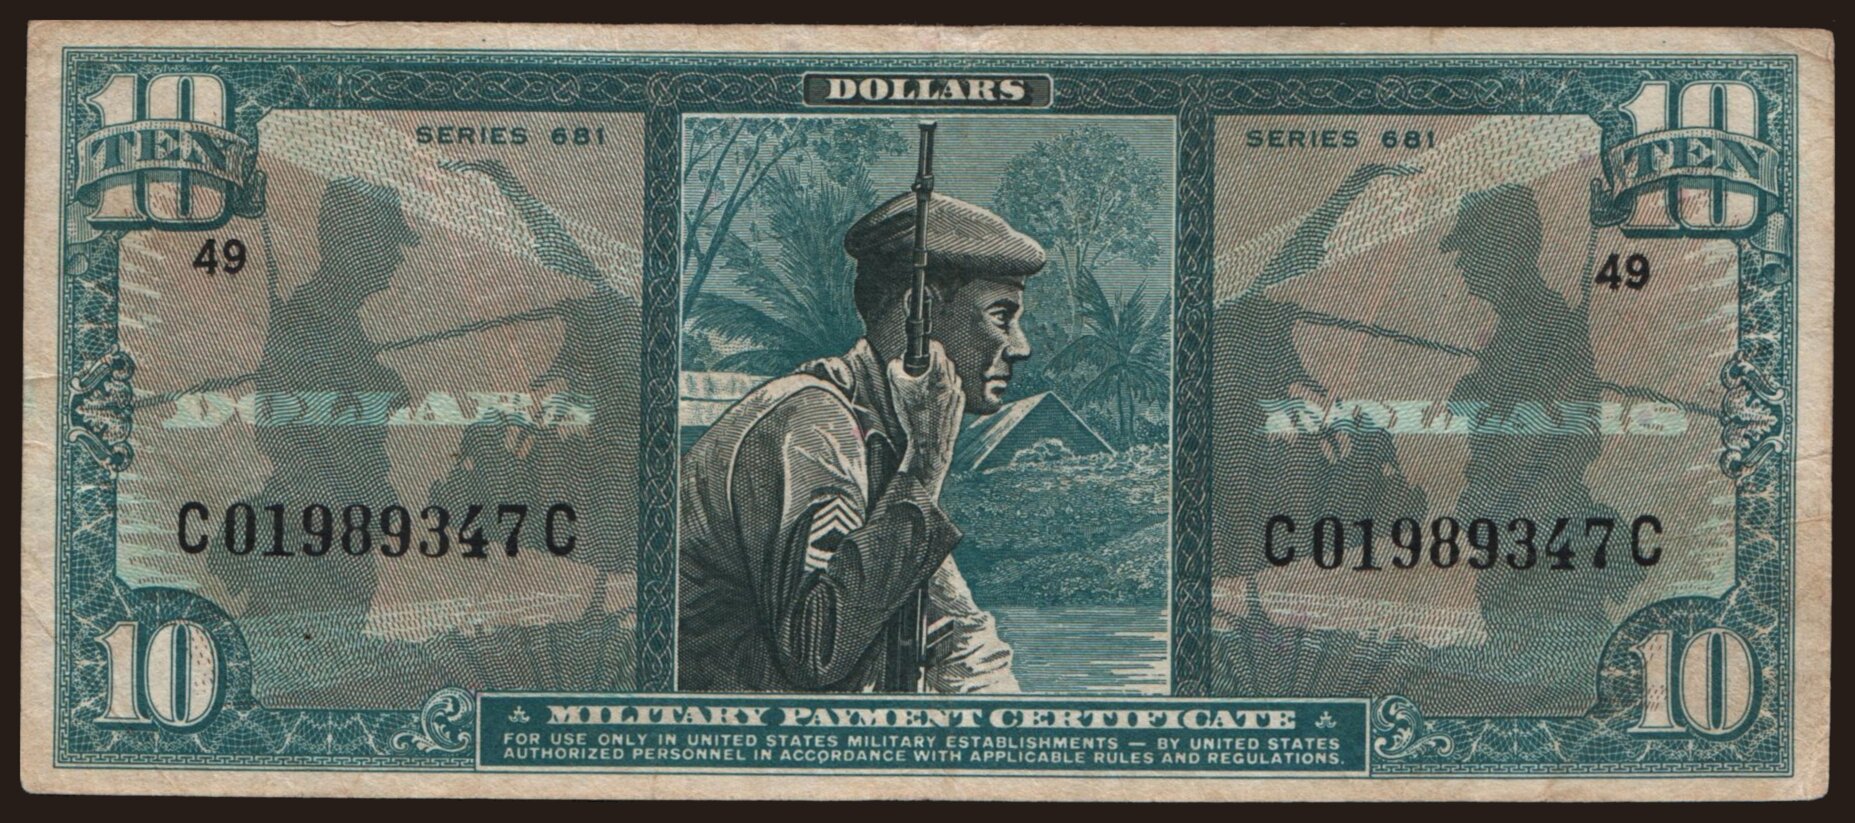 DOLLARS
10 TEN
10 TEN
SERIES 681
SERIES 681
49
49
DOLLARS
DOLLARS
C01989347C
C01989347C
10
10
MILITARY PAYMENT CERTIFICATE
FOR USE ONLY IN UNITED STATES MILITARY ESTABLISHMENTS — BY UNITED STATES
AUTHORIZED PERSONNEL IN ACCORDANCE WITH APPLICABLE RULES AND REGULATIONS.